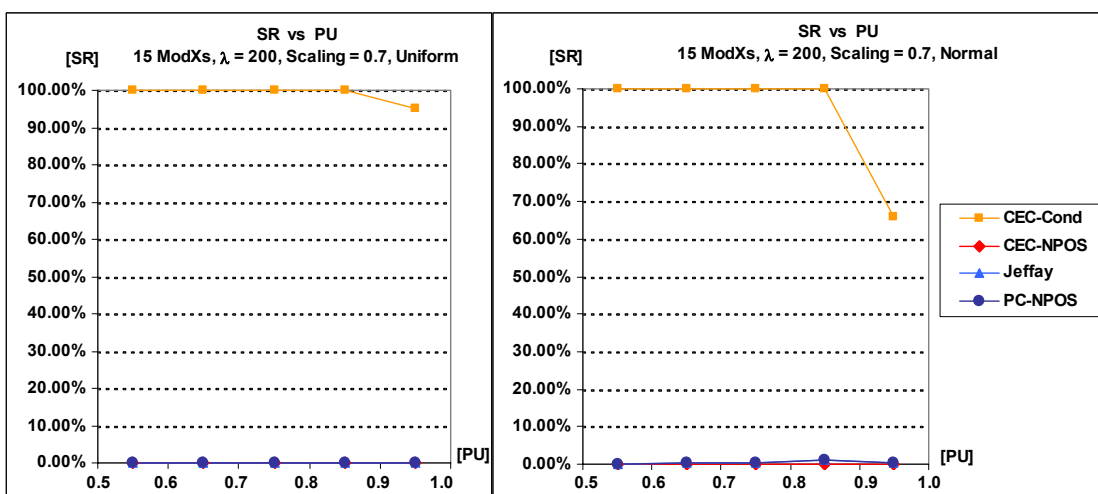 SR vs PU
[SR]
15 ModXs, λ = 200, Scaling = 0.7, Uniform
100.00%
90.00%
80.00%
70.00%
60.00%
50.00%
40.00%
30.00%
20.00%
10.00%
0.00%
0.5 0.6 0.7 0.8 0.9 1.0
[PU]
SR vs PU
[SR]
15 ModXs, λ = 200, Scaling = 0.7, Normal
100.00%
90.00%
80.00%
70.00%
60.00%
50.00%
40.00%
30.00%
20.00%
10.00%
0.00%
0.5 0.6 0.7 0.8 0.9 1.0
[PU]
CEC-Cond
CEC-NPOS
Jeffay
PC-NPOS